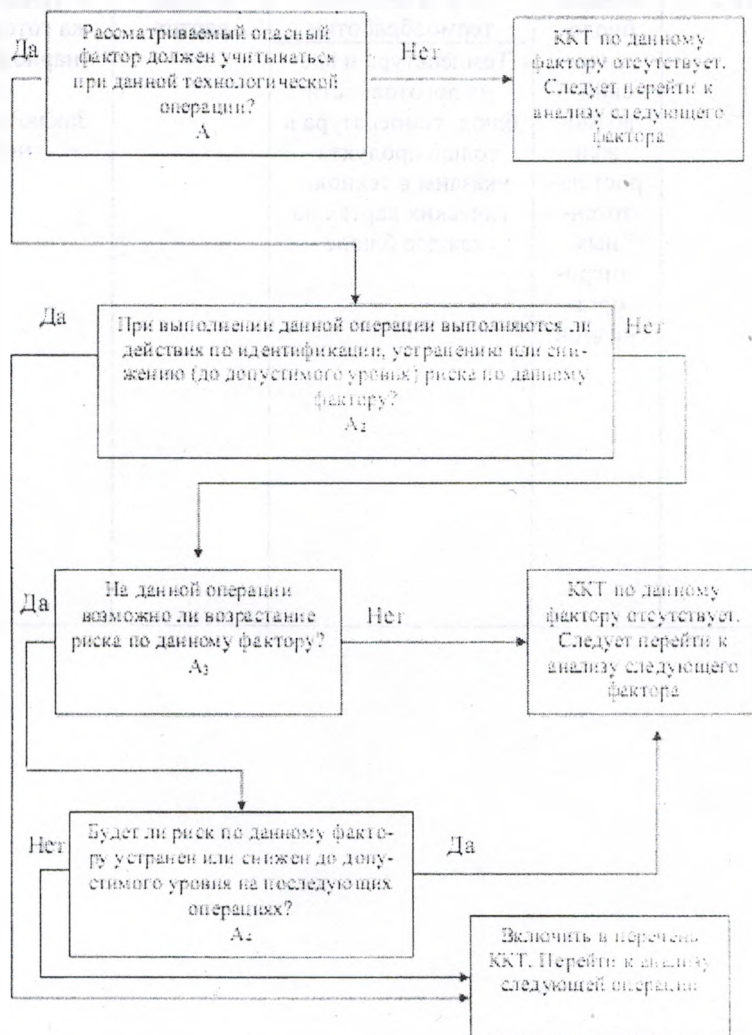 Да
Рассматриваемый опасный
фактор должен учитываться
при данной технологической
операции?
А
Нет
ККТ по данному
фактору отсутствует.
Следует перейти к
анализу следующего
фактора
Да
При выполнении данной операции выполняются ли
действия по идентификации, устранению или сни-
жению (до допустимого уровня) риска по данному
фактору?
А₂
Нет
Да
На данной операции
возможно ли возрастание
риска по данному фактору?
А₃
Нет
ККТ по данному
фактору отсутствует.
Следует перейти к
анализу следующего
фактора
Нет
Будет ли риск по данному факто-
ру устранен или снижен до допу-
стимого уровня на последующих
операциях?
А₄
Да
Включить в перечень
ККТ. Перейти к анализу
следующей операции